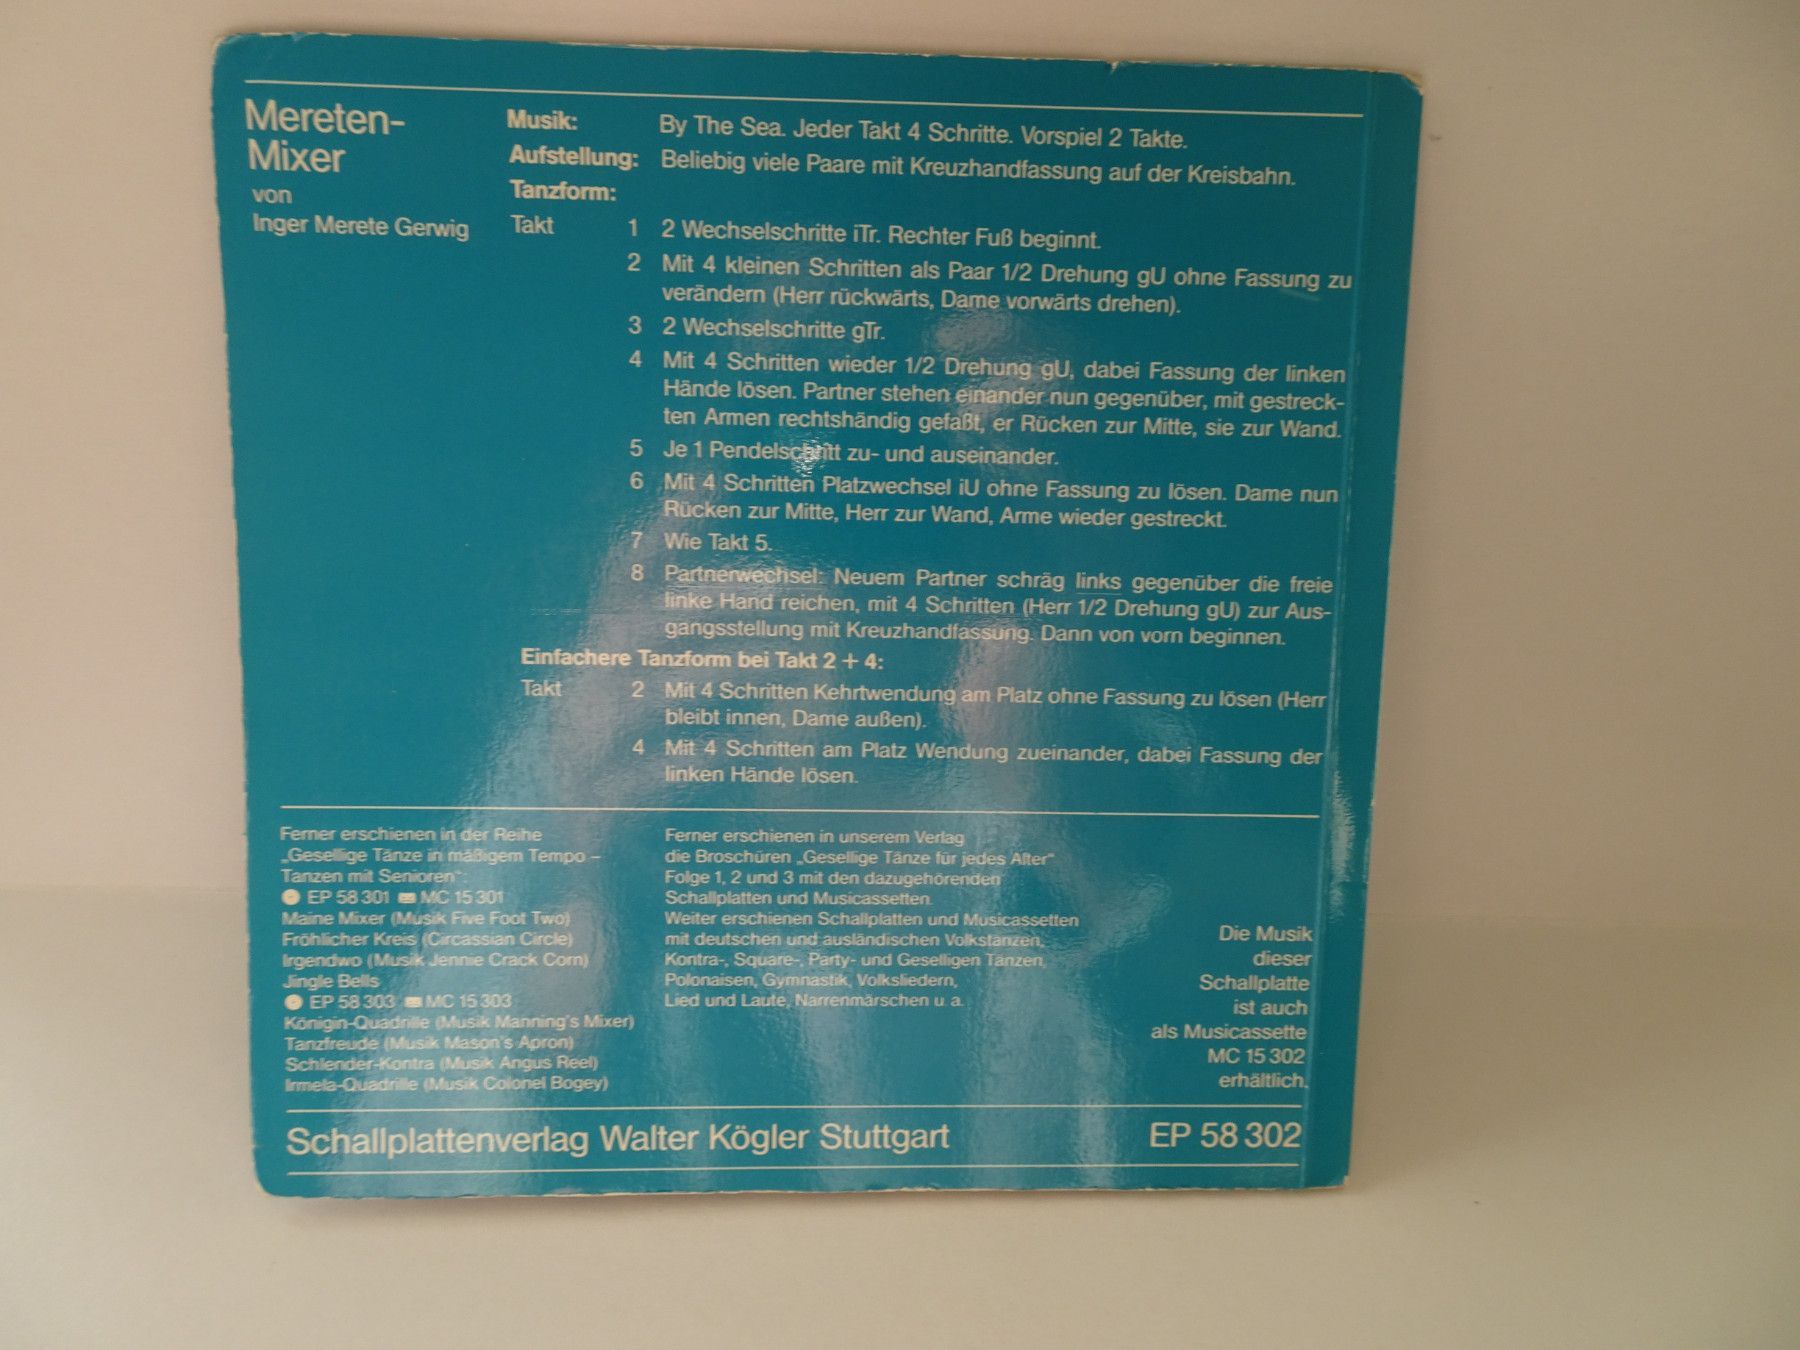 Mereten-
Mixer
von
Inger Merete Gerwig
Musik: By The Sea. Jeder Takt 4 Schritte. Vorspiel 2 Takte.
Aufstellung: Beliebig viele Paare mit Kreuzhandfassung auf der Kreisbahn.
Tanzform:
Takt 1 2 Wechselschritte iTr. Rechter Fuß beginnt.
2 Mit 4 kleinen Schritten als Paar 1/2 Drehung gU ohne Fassung zu
verändern (Herr rückwärts, Dame vorwärts drehen).
3 2 Wechselschritte gTr.
4 Mit 4 Schritten wieder 1/2 Drehung gU, dabei Fassung der linken
Hände lösen. Partner stehen einander nun gegenüber, mit gestreck-
ten Armen rechtshändig gefaßt, er Rücken zur Mitte, sie zur Wand.
5 Je 1 Pendelschritt zu- und auseinander.
6 Mit 4 Schritten Platzwechsel iU ohne Fassung zu lösen. Dame nun
Rücken zur Mitte, Herr zur Wand, Arme wieder gestreckt.
7 Wie Takt 5.
8 Partnerwechsel: Neuem Partner schräg links gegenüber die freie
linke Hand reichen, mit 4 Schritten (Herr 1/2 Drehung gU) zur Aus-
gangsstellung mit Kreuzhandfassung. Dann von vorn beginnen.
Einfachere Tanzform bei Takt 2 + 4:
Takt 2 Mit 4 Schritten Kehrtwendung am Platz ohne Fassung zu lösen (Herr
bleibt innen, Dame außen).
4 Mit 4 Schritten am Platz Wendung zueinander, dabei Fassung der
linken Hände lösen.
Ferner erschienen in der Reihe
„Gesellige Tänze in mäßigem Tempo –
Tanzen mit Senioren":
EP 58 301 MC 15 301
Maine Mixer (Musik Five Foot Two)
Fröhlicher Kreis (Circassian Circle)
Irgendwo (Musik Jennie Crack Corn)
Jingle Bells
EP 58 303 MC 15 303
Königin-Quadrille (Musik Manning's Mixer)
Tanzfreude (Musik Mason's Apron)
Schlender-Kontra (Musik Angus Reel)
Irmela-Quadrille (Musik Colonel Bogey)
Ferner erschienen in unserem Verlag
die Broschüren „Gesellige Tänze für jedes Alter"
Folge 1, 2 und 3 mit den dazugehörenden
Schallplatten und Musicassetten.
Weiter erschienen Schallplatten und Musicassetten
mit deutschen und ausländischen Volkstänzen,
Kontra-, Square-, Party- und Geselligen Tänzen,
Polonaisen, Gymnastik, Volksliedern,
Lied und Laute, Narrenmärschen u. a.
Die Musik
dieser
Schallplatte
ist auch
als Musicassette
MC 15 302
erhältlich.
Schallplattenverlag Walter Kögler Stuttgart EP 58 302